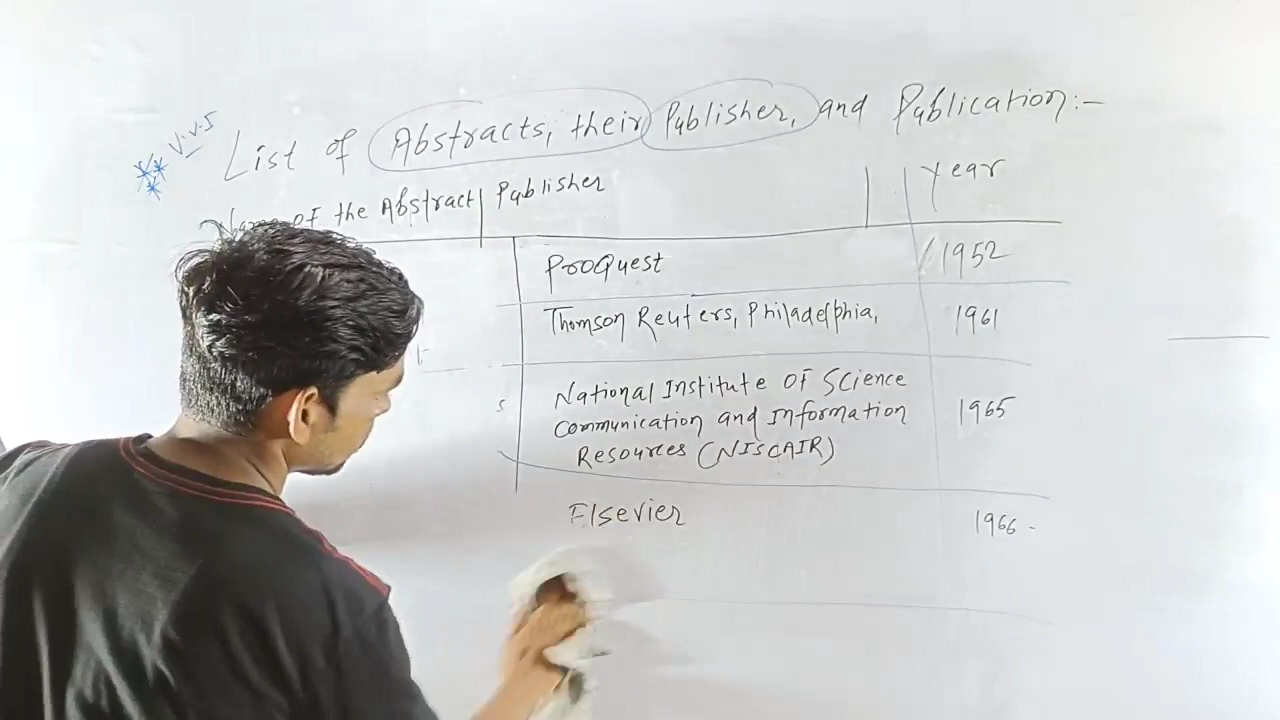 V.V.I
List of Abstracts, their Publisher, and Publication:-
Name of the Abstract Publisher Year
ProQuest 1952
Thomson Reuters, Philadelphia, 1961
National Institute of Science
Communication and Information 1965
Resources (NISCAIR)
Elsevier 1966